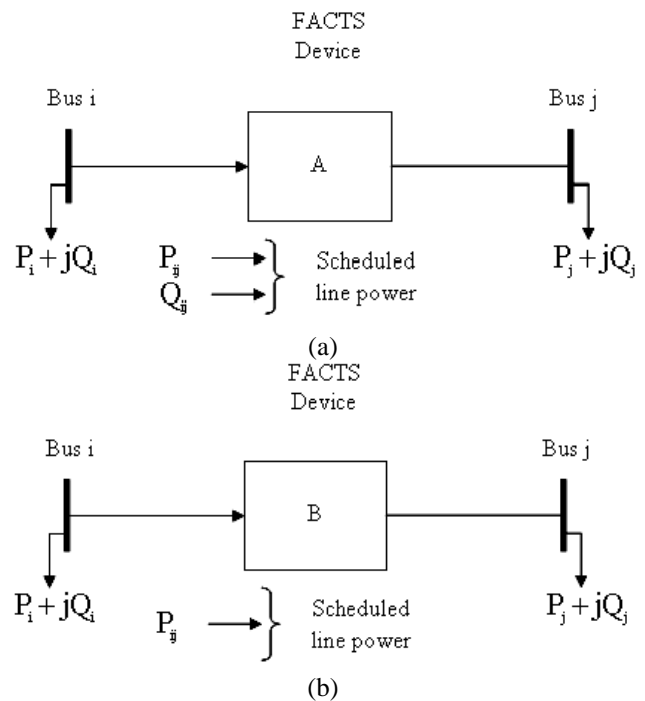 FACTS
Device
Bus i
Bus j
A
P_i + jQ_i
P_ij
Q_ij
Scheduled
line power
P_j + jQ_j
(a)
FACTS
Device
Bus i
Bus j
B
P_i + jQ_i
P_ij
Scheduled
line power
P_j + jQ_j
(b)